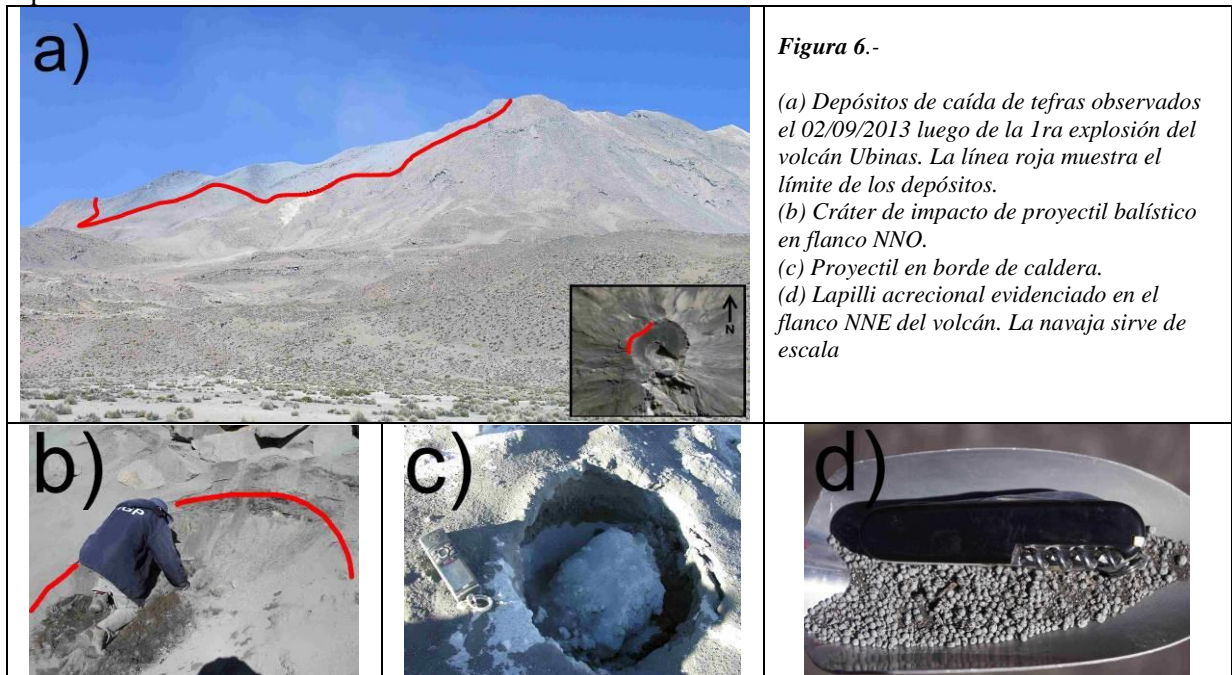 a)
N
Figura 6.-
(a) Depósitos de caída de tefras observados
el 02/09/2013 luego de la 1ra explosión del
volcán Ubinas. La línea roja muestra el
límite de los depósitos.
(b) Cráter de impacto de proyectil balístico
en flanco NNO.
(c) Proyectil en borde de caldera.
(d) Lapilli acrecional evidenciado en el
flanco NNE del volcán. La navaja sirve de
escala
b)
c)
d)